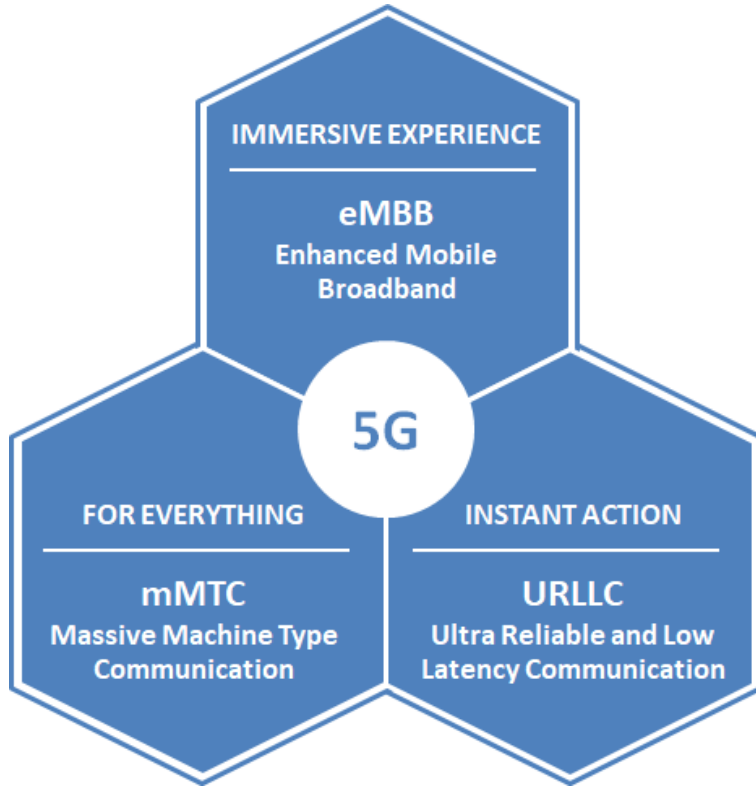 IMMERSIVE EXPERIENCE
eMBB
Enhanced Mobile
Broadband
5G
FOR EVERYTHING
mMTC
Massive Machine Type
Communication
INSTANT ACTION
URLLC
Ultra Reliable and Low
Latency Communication